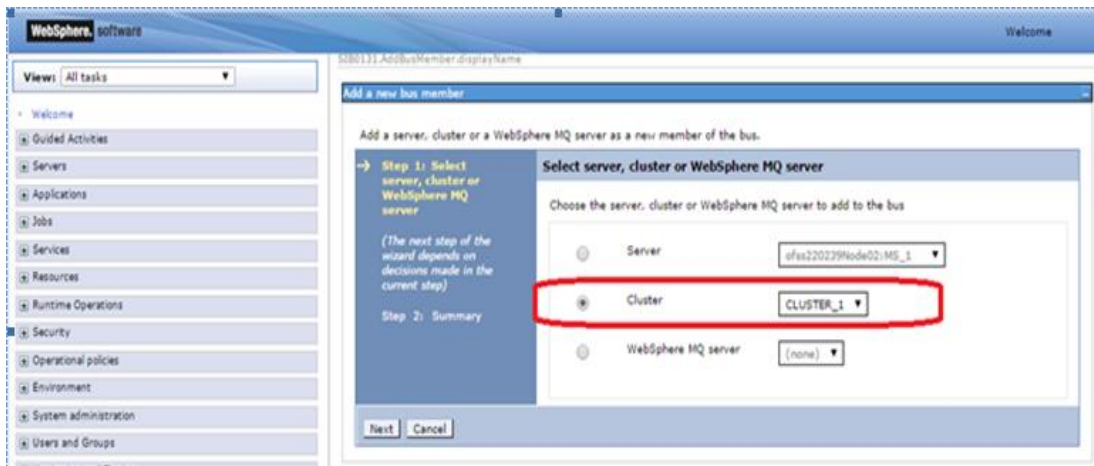 WebSphere. software
Welcome
View: All tasks
SIB0131.AddBusMember.displayName
Add a new bus member
Welcome
Guided Activities
Servers
Applications
Jobs
Services
Resources
Runtime Operations
Security
Operational policies
Environment
System administration
Users and Groups
Add a server, cluster or a WebSphere MQ server as a new member of the bus.
Step 1: Select
server, cluster or
WebSphere MQ
server
(The next step of the
wizard depends on
decisions made in the
current step)
Step 2: Summary
Select server, cluster or WebSphere MQ server
Choose the server, cluster or WebSphere MQ server to add to the bus
Server ofss220239Node02:MS_1
Cluster CLUSTER_1
WebSphere MQ server (none)
Next Cancel